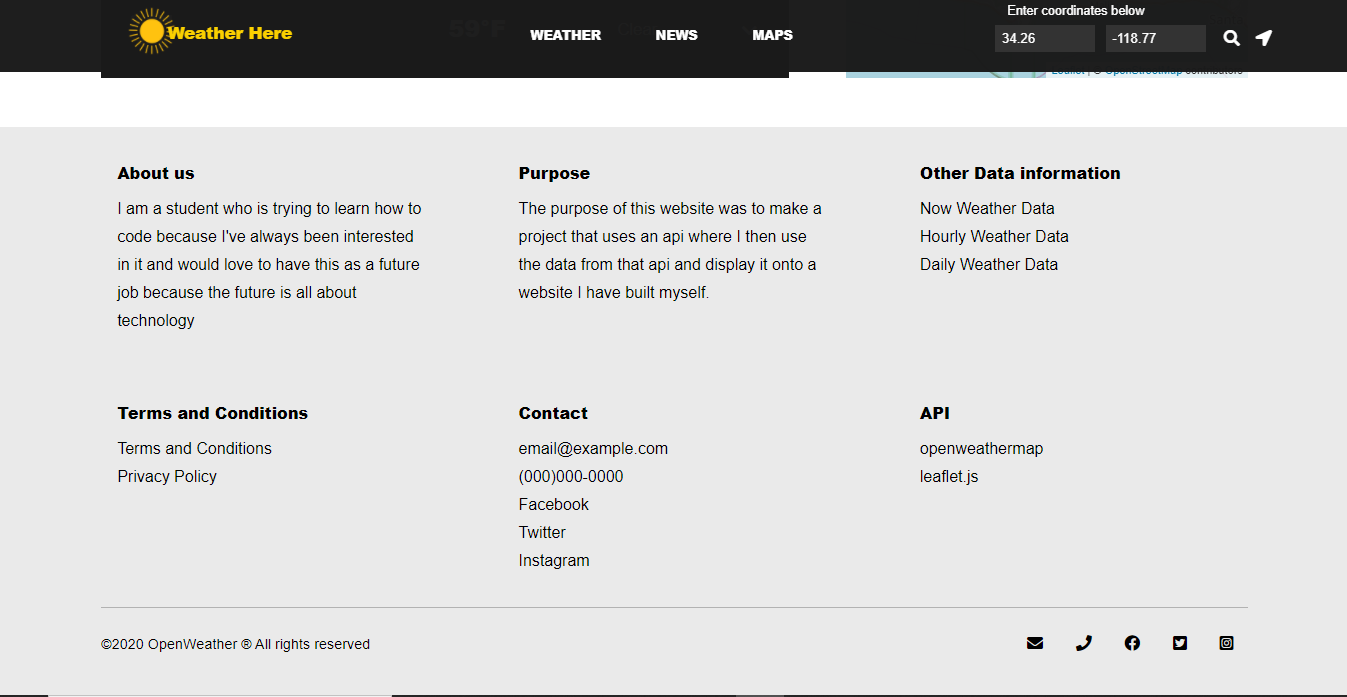 Enter coordinates below
Weather Here
59°F
WEATHER
NEWS
MAPS
34.26
-118.77
Leaflet | © OpenStreetMap contributors
About us
I am a student who is trying to learn how to
code because I've always been interested
in it and would love to have this as a future
job because the future is all about
technology
Purpose
The purpose of this website was to make a
project that uses an api where I then use
the data from that api and display it onto a
website I have built myself.
Other Data information
Now Weather Data
Hourly Weather Data
Daily Weather Data
Terms and Conditions
Terms and Conditions
Privacy Policy
Contact
email@example.com
(000)000-0000
Facebook
Twitter
Instagram
API
openweathermap
leaflet.js
©2020 OpenWeather ® All rights reserved